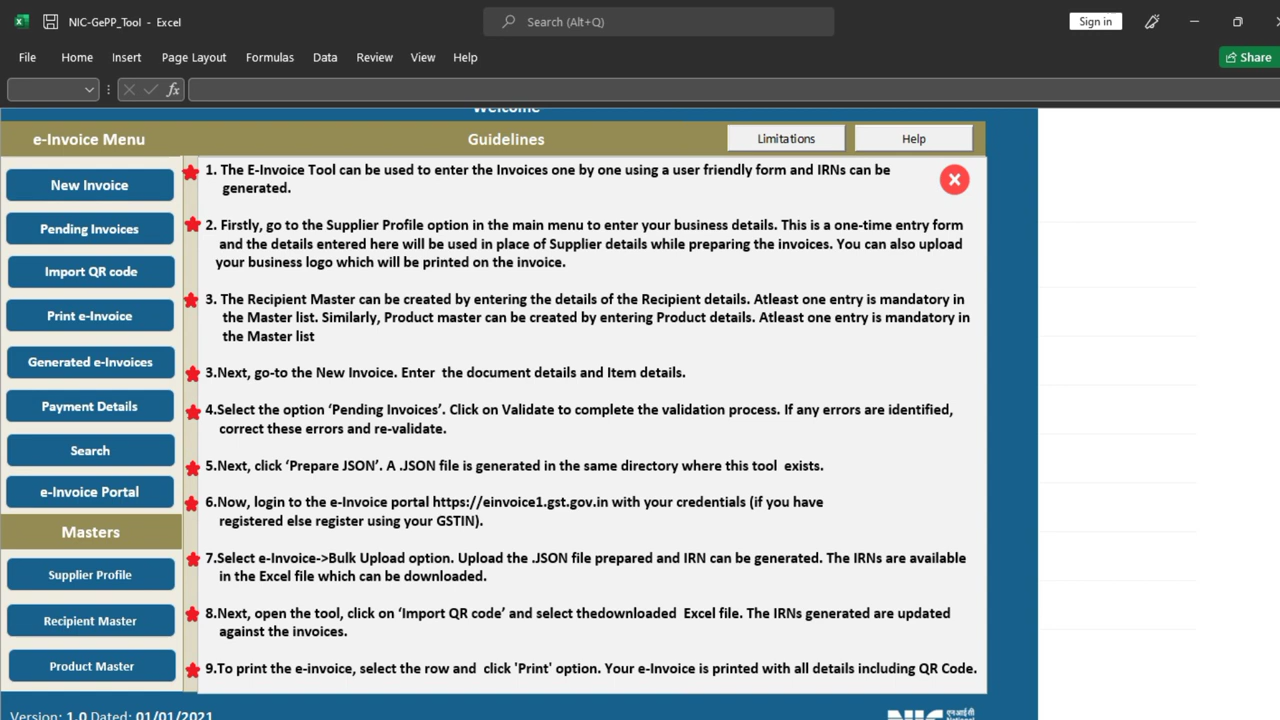 NIC-GePP_Tool - Excel
Search (Alt+Q)
Sign in
File Home Insert Page Layout Formulas Data Review View Help
Share
fx
Welcome
e-Invoice Menu
Guidelines
Limitations
Help
New Invoice
Pending Invoices
Import QR code
Print e-Invoice
Generated e-Invoices
Payment Details
Search
e-Invoice Portal
Masters
Supplier Profile
Recipient Master
Product Master
1. The E-Invoice Tool can be used to enter the Invoices one by one using a user friendly form and IRNs can be
generated.
2. Firstly, go to the Supplier Profile option in the main menu to enter your business details. This is a one-time entry form
and the details entered here will be used in place of Supplier details while preparing the invoices. You can also upload
your business logo which will be printed on the invoice.
3. The Recipient Master can be created by entering the details of the Recipient details. Atleast one entry is mandatory in
the Master list. Similarly, Product master can be created by entering Product details. Atleast one entry is mandatory in
the Master list
3.Next, go-to the New Invoice. Enter the document details and Item details.
4.Select the option ‘Pending Invoices’. Click on Validate to complete the validation process. If any errors are identified,
correct these errors and re-validate.
5.Next, click ‘Prepare JSON’. A .JSON file is generated in the same directory where this tool exists.
6.Now, login to the e-Invoice portal https://einvoice1.gst.gov.in with your credentials (if you have
registered else register using your GSTIN).
7.Select e-Invoice->Bulk Upload option. Upload the .JSON file prepared and IRN can be generated. The IRNs are available
in the Excel file which can be downloaded.
8.Next, open the tool, click on ‘Import QR code’ and select thedownloaded Excel file. The IRNs generated are updated
against the invoices.
9.To print the e-invoice, select the row and click 'Print' option. Your e-Invoice is printed with all details including QR Code.
Version: 1.0 Dated: 01/01/2021
NIC
एन आई सी
National